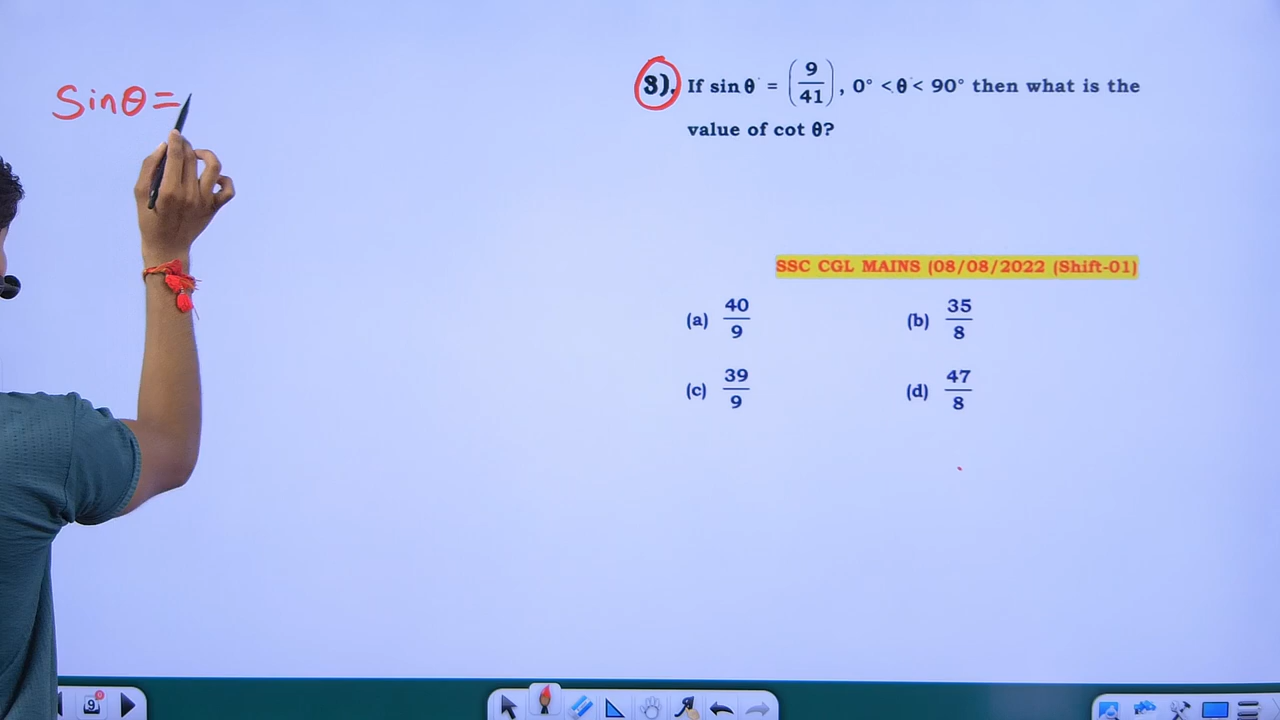 Sinθ =
3). If sin θ = (9/41), 0° < θ < 90° then what is the
value of cot θ?
SSC CGL MAINS (08/08/2022 (Shift-01)
(a) 40/9 (b) 35/8
(c) 39/9 (d) 47/8
9